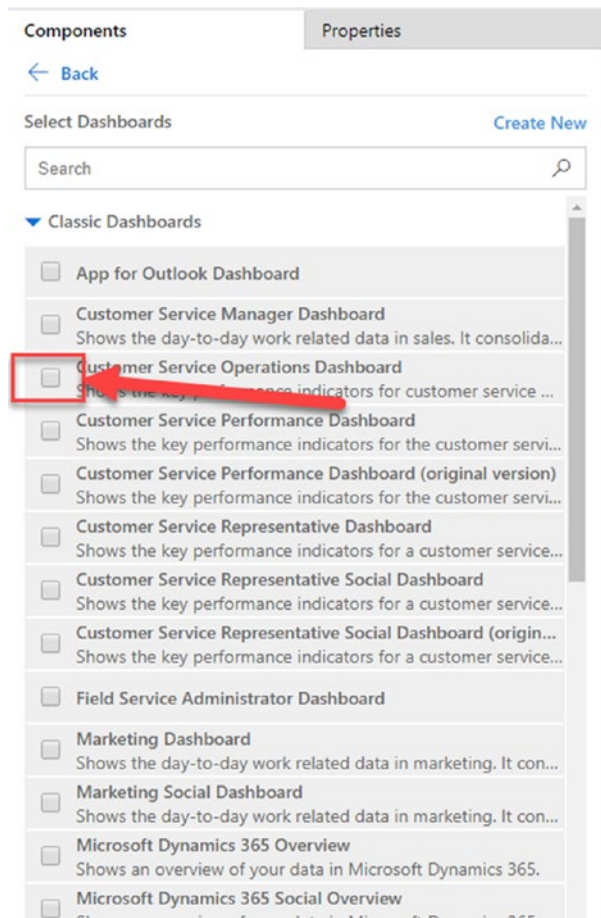 Components
Properties
Back
Select Dashboards
Create New
Search
Classic Dashboards
App for Outlook Dashboard
Customer Service Manager Dashboard
Shows the day-to-day work related data in sales. It consolida...
Customer Service Operations Dashboard
Shows the key performance indicators for customer service ...
Customer Service Performance Dashboard
Shows the key performance indicators for the customer servi...
Customer Service Performance Dashboard (original version)
Shows the key performance indicators for the customer servi...
Customer Service Representative Dashboard
Shows the key performance indicators for a customer service...
Customer Service Representative Social Dashboard
Shows the key performance indicators for a customer service...
Customer Service Representative Social Dashboard (origin...
Shows the key performance indicators for a customer service...
Field Service Administrator Dashboard
Marketing Dashboard
Shows the day-to-day work related data in marketing. It con...
Marketing Social Dashboard
Shows the day-to-day work related data in marketing. It con...
Microsoft Dynamics 365 Overview
Shows an overview of your data in Microsoft Dynamics 365.
Microsoft Dynamics 365 Social Overview